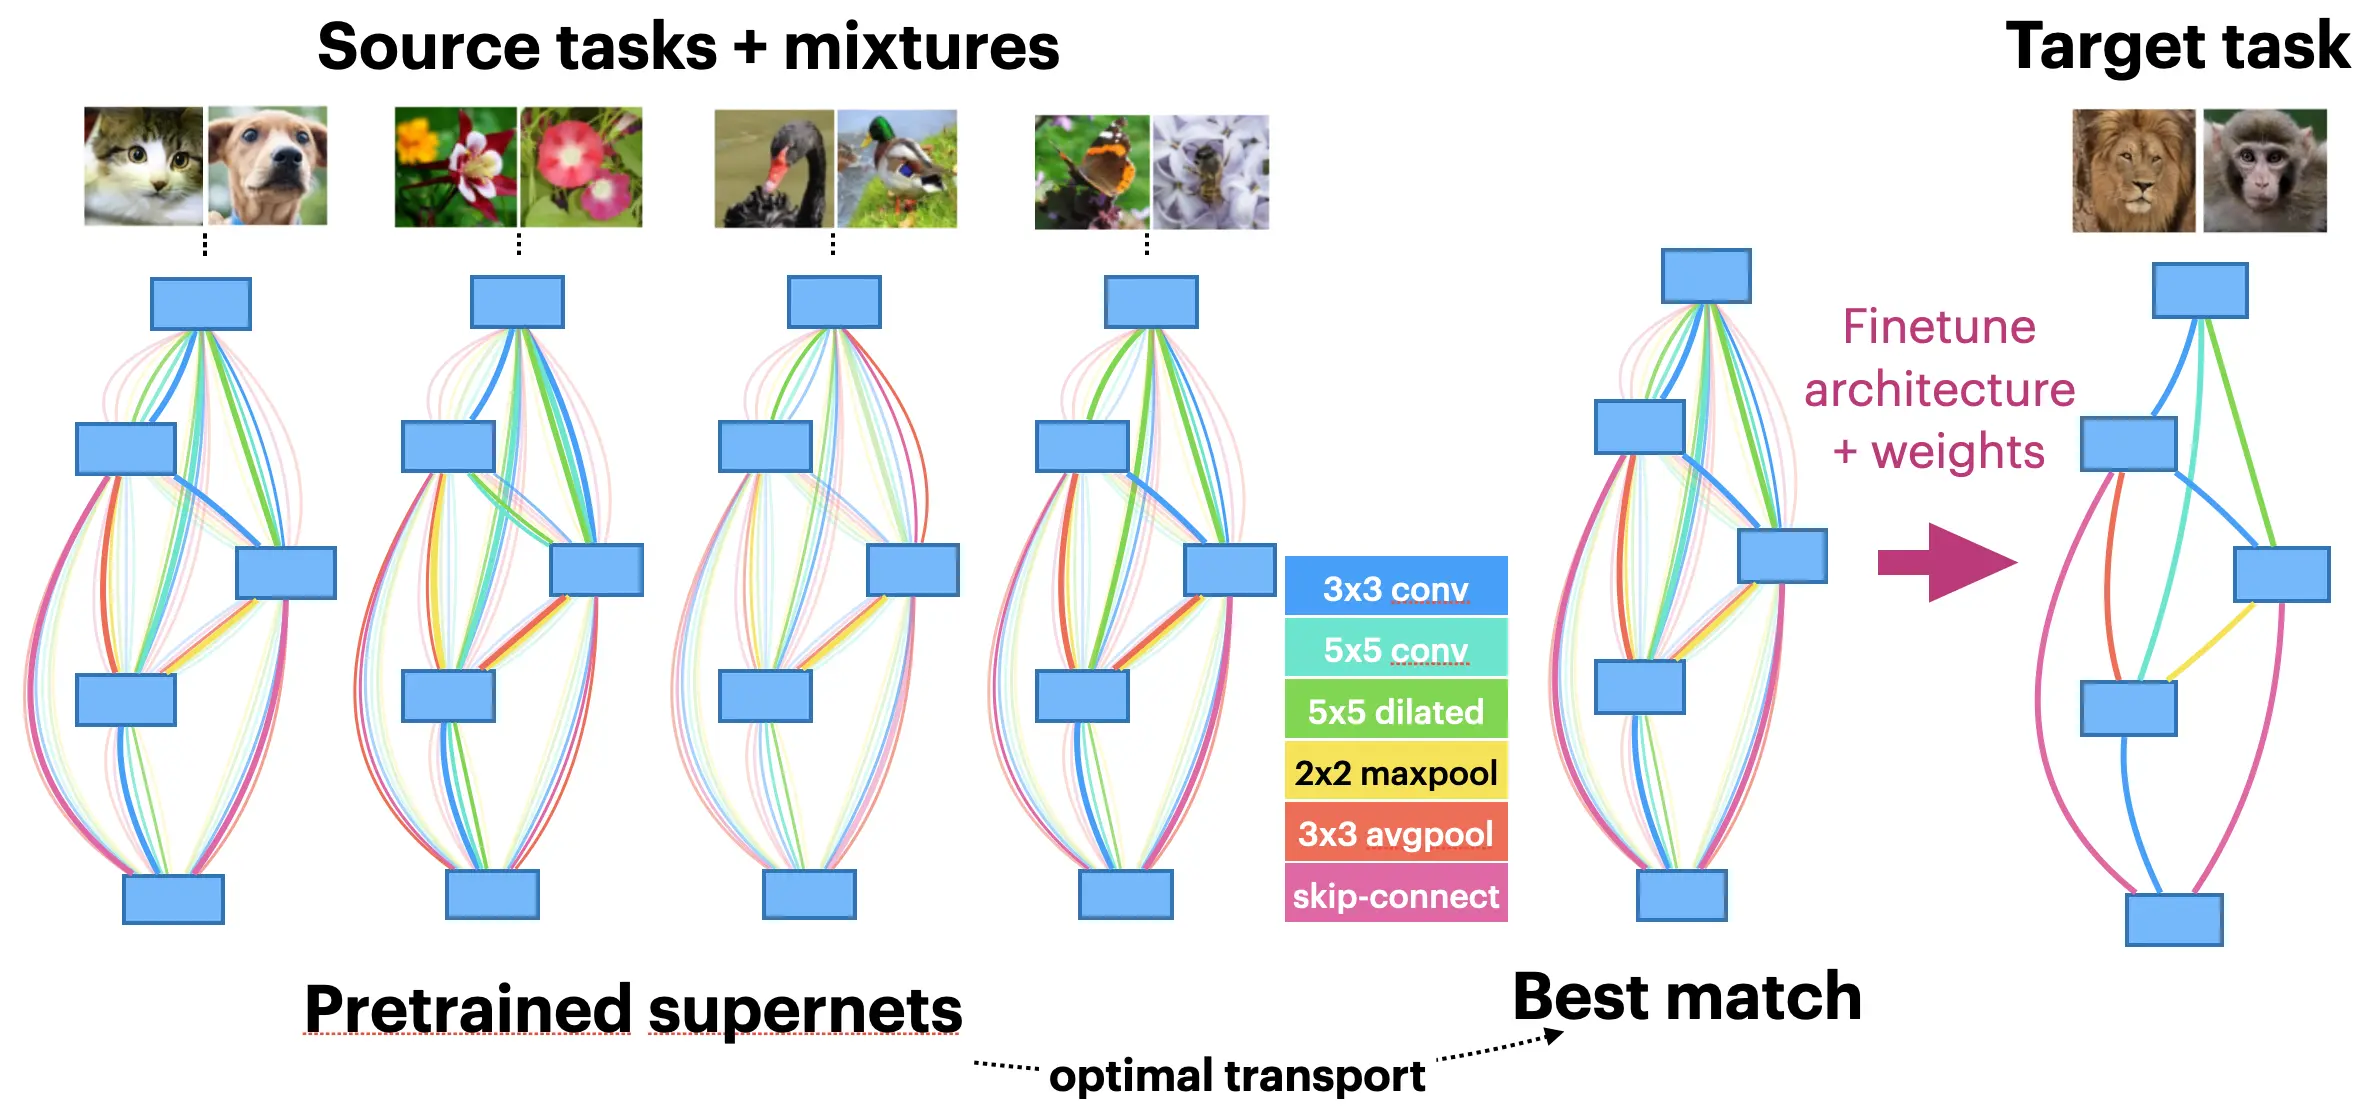 Source tasks + mixtures
Target task
Finetune
architecture
+ weights
3x3 conv
5x5 conv
5x5 dilated
2x2 maxpool
3x3 avgpool
skip-connect
Pretrained supernets
Best match
optimal transport